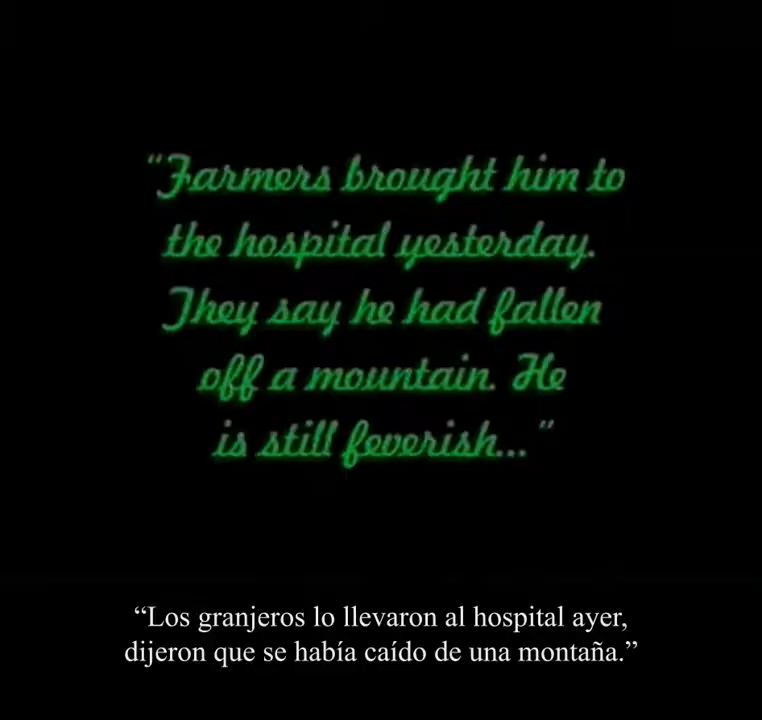 “Farmers brought him to
the hospital yesterday.
They say he had fallen
off a mountain. He
is still feverish...”
“Los granjeros lo llevaron al hospital ayer,
dijeron que se había caído de una montaña.”